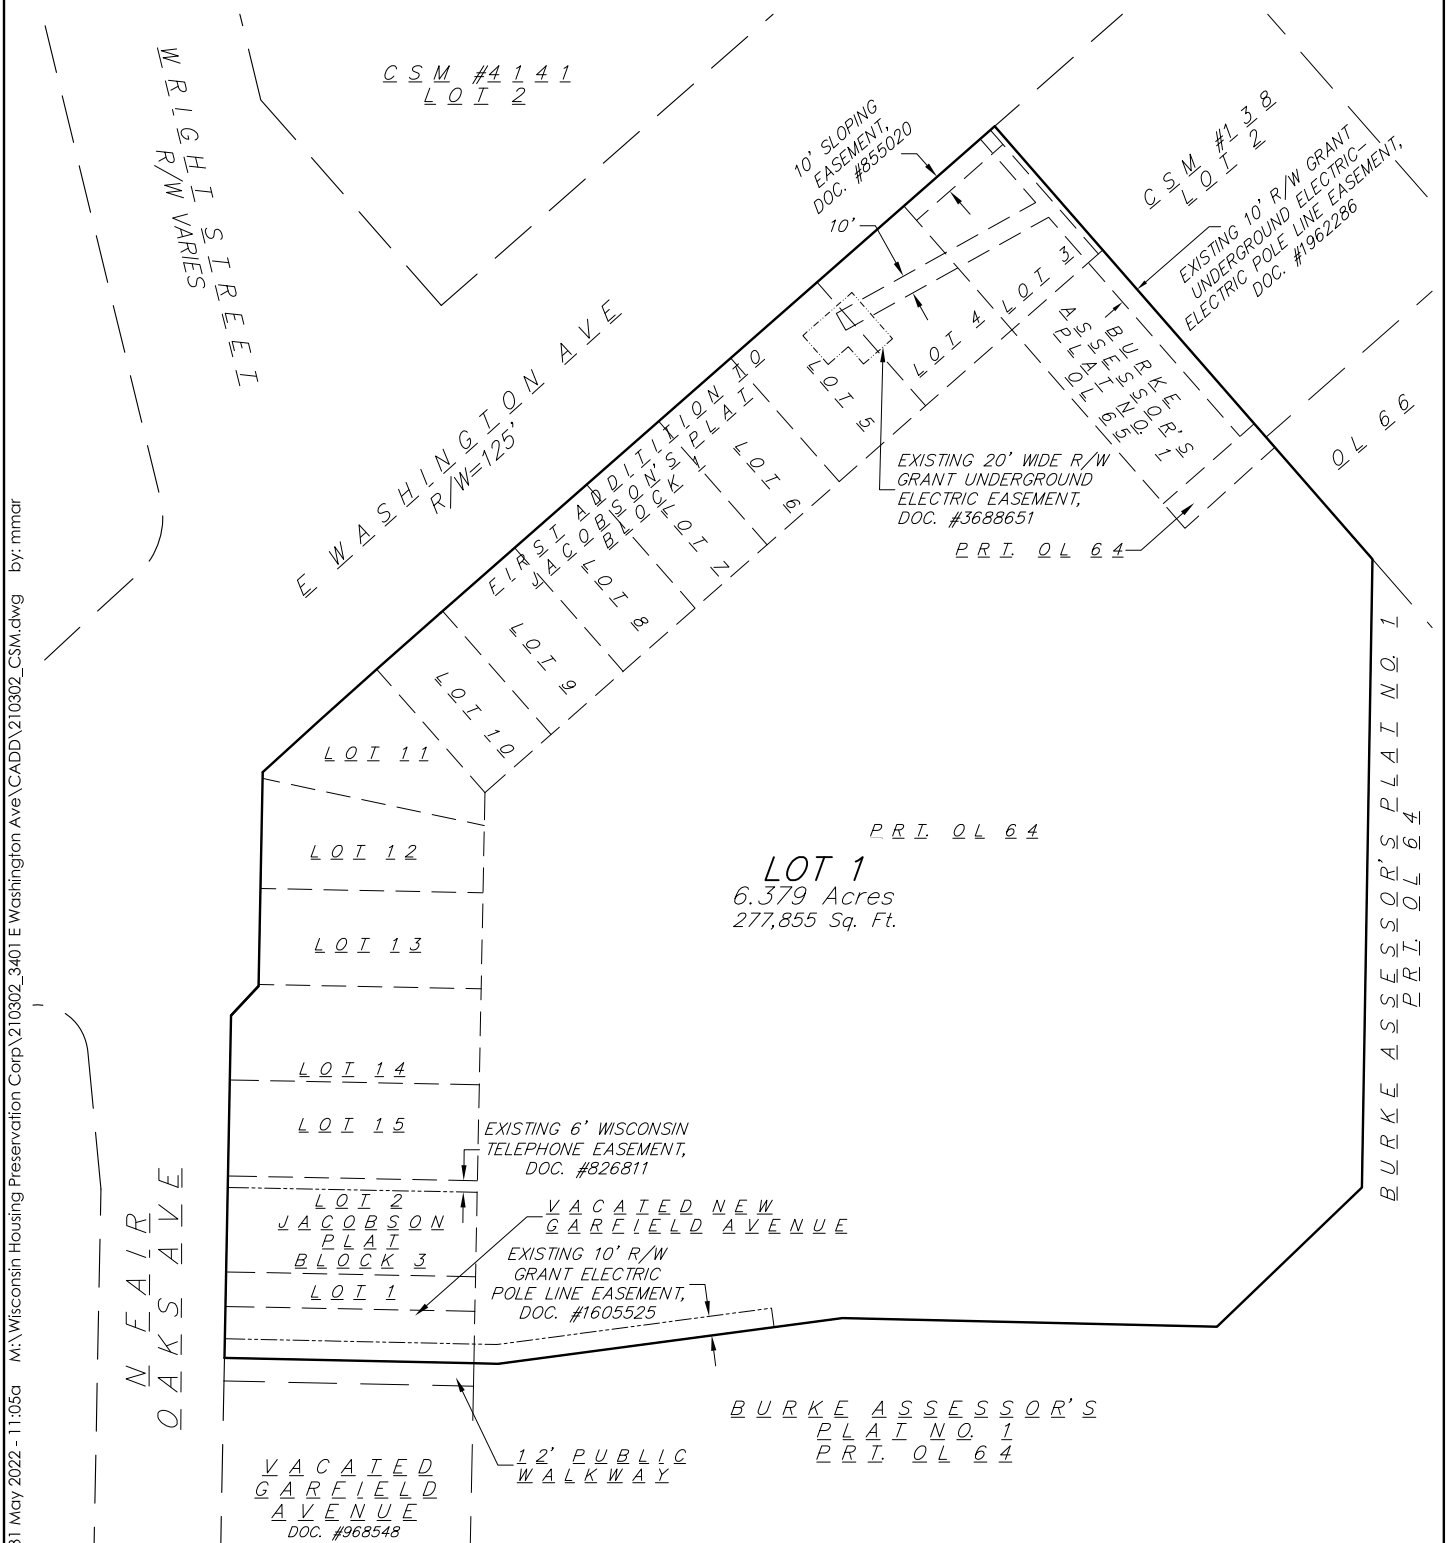 CSM #4141
LOT 2
WRIGHT STREET
R/W VARIES
10' SLOPING
EASEMENT,
DOC. #855020
10'
CSM #138
LOT 2
EXISTING 10' R/W GRANT
UNDERGROUND ELECTRIC-
ELECTRIC POLE LINE EASEMENT,
DOC. #1962286
E WASHINGTON AVE
R/W=125'
FIRST ADDITION TO
JACOBSON'S PLAT
BLOCK 1
LOT 3
LOT 4
LOT 5
LOT 6
LOT 7
LOT 8
LOT 9
LOT 10
BURKE
ASSESSOR'S
PLAT NO. 1
OL 65
OL 66
EXISTING 20' WIDE R/W
GRANT UNDERGROUND
ELECTRIC EASEMENT,
DOC. #3688651
PRT. OL 64
LOT 11
LOT 12
LOT 13
LOT 14
LOT 15
PRT. OL 64
LOT 1
6.379 Acres
277,855 Sq. Ft.
BURKE ASSESSOR'S PLAT NO. 1
PRT. OL 64
EXISTING 6' WISCONSIN
TELEPHONE EASEMENT,
DOC. #826811
LOT 2
JACOBSON
PLAT
BLOCK 3
LOT 1
VACATED NEW
GARFIELD AVENUE
EXISTING 10' R/W
GRANT ELECTRIC
POLE LINE EASEMENT,
DOC. #1605525
N FAIR
OAKS AVE
BURKE ASSESSOR'S
PLAT NO. 1
PRT. OL 64
12' PUBLIC
WALKWAY
VACATED
GARFIELD
AVENUE
DOC. #968548
31 May 2022 - 11:05a M:\Wisconsin Housing Preservation Corp\210302_3401 E Washington Ave\CADD\210302_CSM.dwg by: mmar